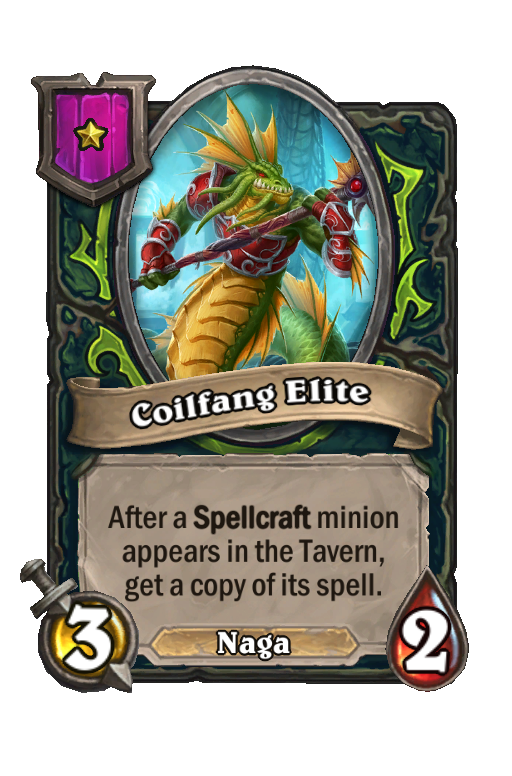 Coilfang Elite
After a Spellcraft minion
appears in the Tavern,
get a copy of its spell.
3
Naga
2